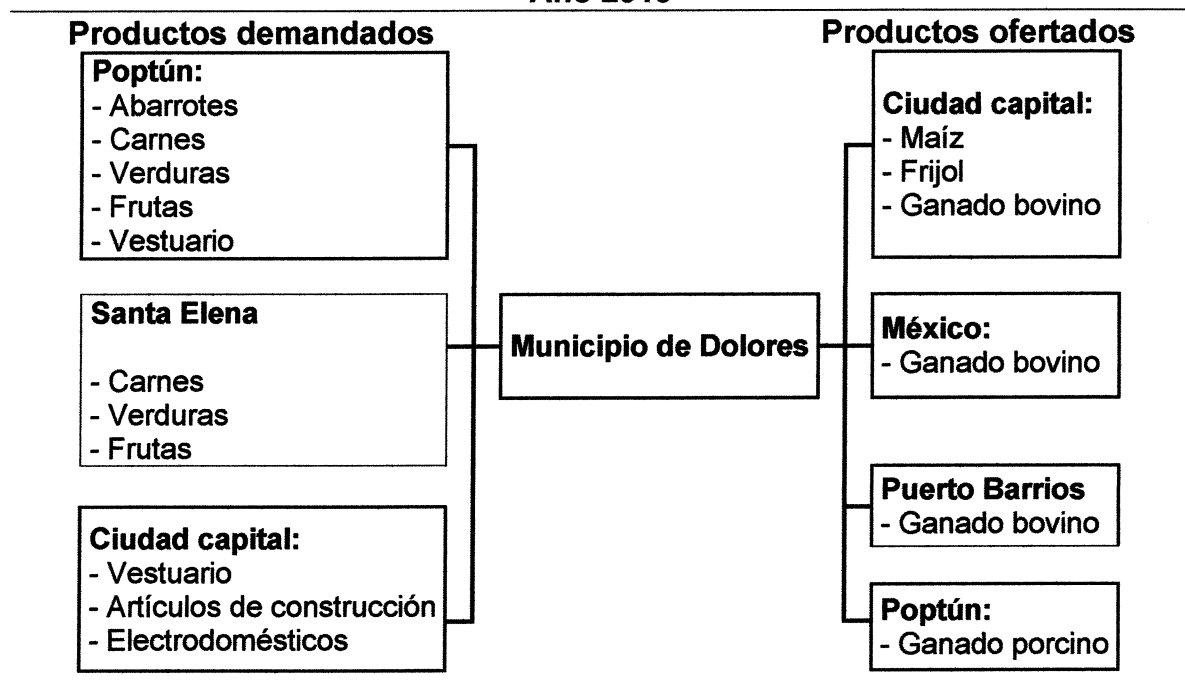 Productos demandados
Poptún:
- Abarrotes
- Carnes
- Verduras
- Frutas
- Vestuario
Santa Elena
- Carnes
- Verduras
- Frutas
Ciudad capital:
- Vestuario
- Artículos de construcción
- Electrodomésticos
Municipio de Dolores
Productos ofertados
Ciudad capital:
- Maíz
- Frijol
- Ganado bovino
México:
- Ganado bovino
Puerto Barrios
- Ganado bovino
Poptún:
- Ganado porcino